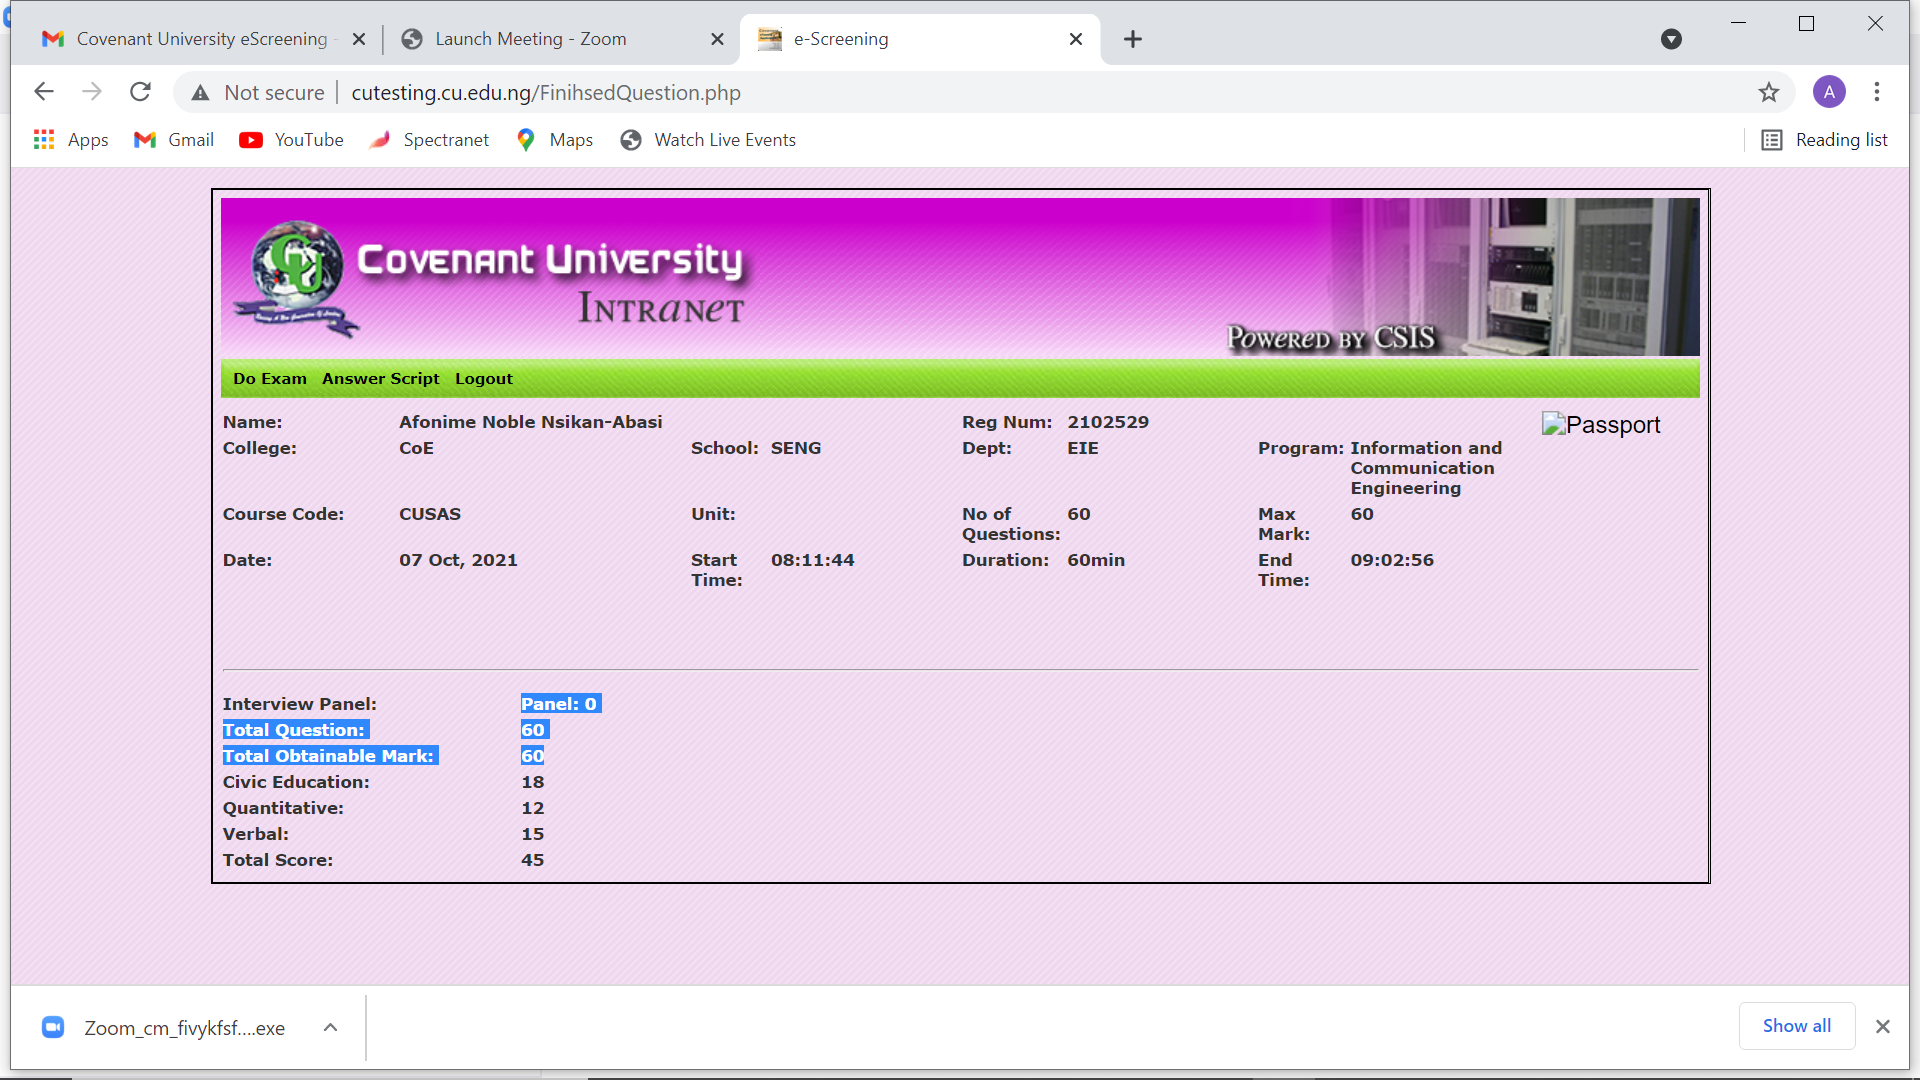 Covenant University eScreening -
Launch Meeting - Zoom
e-Screening
Not secure
cutesting.cu.edu.ng/FinihsedQuestion.php
A
Apps
Gmail
YouTube
Spectranet
Maps
Watch Live Events
Reading list
Covenant University
Intranet
Powered by CSIS
Do Exam Answer Script Logout
Name: Afonime Noble Nsikan-Abasi Reg Num: 2102529
Passport
College: CoE School: SENG Dept: EIE Program: Information and
Communication
Engineering
Course Code: CUSAS Unit: No of 60 Max 60
Questions: Mark:
Date: 07 Oct, 2021 Start 08:11:44 Duration: 60min End 09:02:56
Time: Time:
Interview Panel: Panel: 0
Total Question: 60
Total Obtainable Mark: 60
Civic Education: 18
Quantitative: 12
Verbal: 15
Total Score: 45
Zoom_cm_fivykfsf....exe
Show all